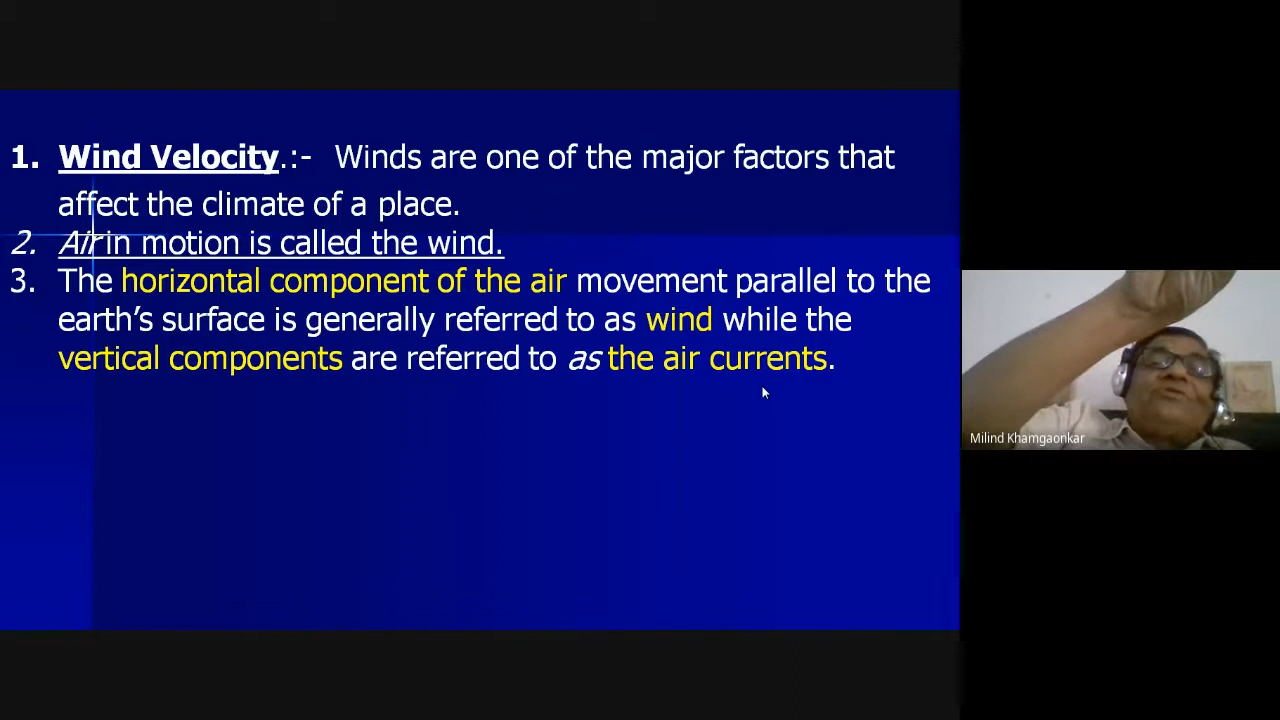 1. Wind Velocity.:- Winds are one of the major factors that
affect the climate of a place.
2. Air in motion is called the wind.
3. The horizontal component of the air movement parallel to the
earth’s surface is generally referred to as wind while the
vertical components are referred to as the air currents.
Milind Khamgaonkar